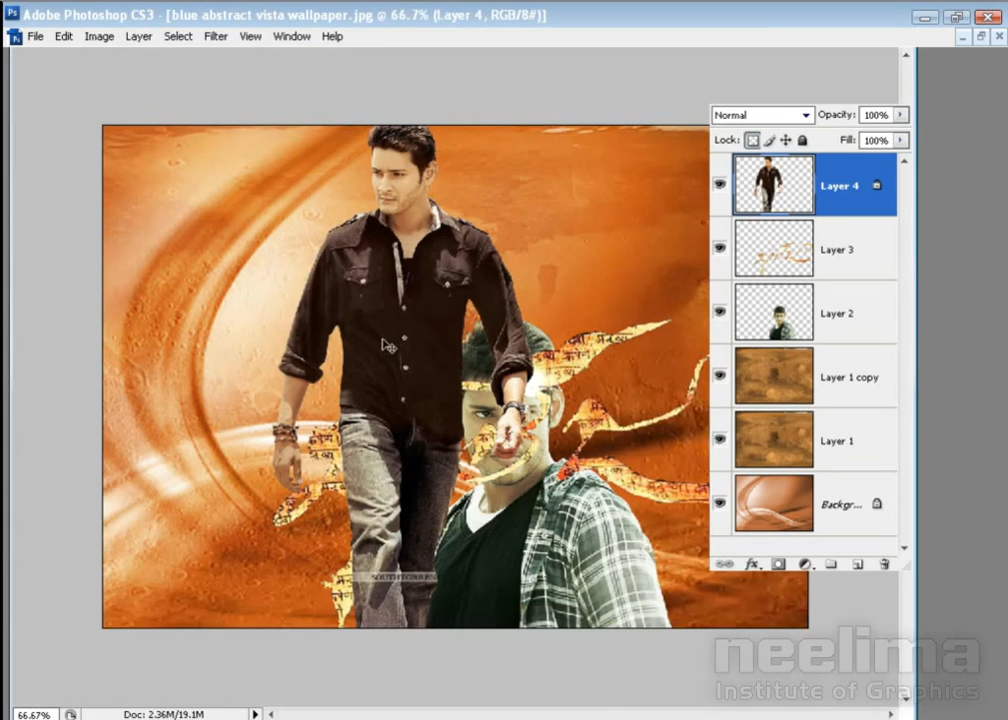 Ps Adobe Photoshop CS3 - [blue abstract vista wallpaper.jpg @ 66.7% (Layer 4, RGB/8#)]
File Edit Image Layer Select Filter View Window Help
Normal Opacity: 100%
Lock: Fill: 100%
Layer 4
Layer 3
Layer 2
Layer 1 copy
Layer 1
Backgr...
fx.
neelima
Institute of Graphics
66.67% Doc: 2.36M/19.1M